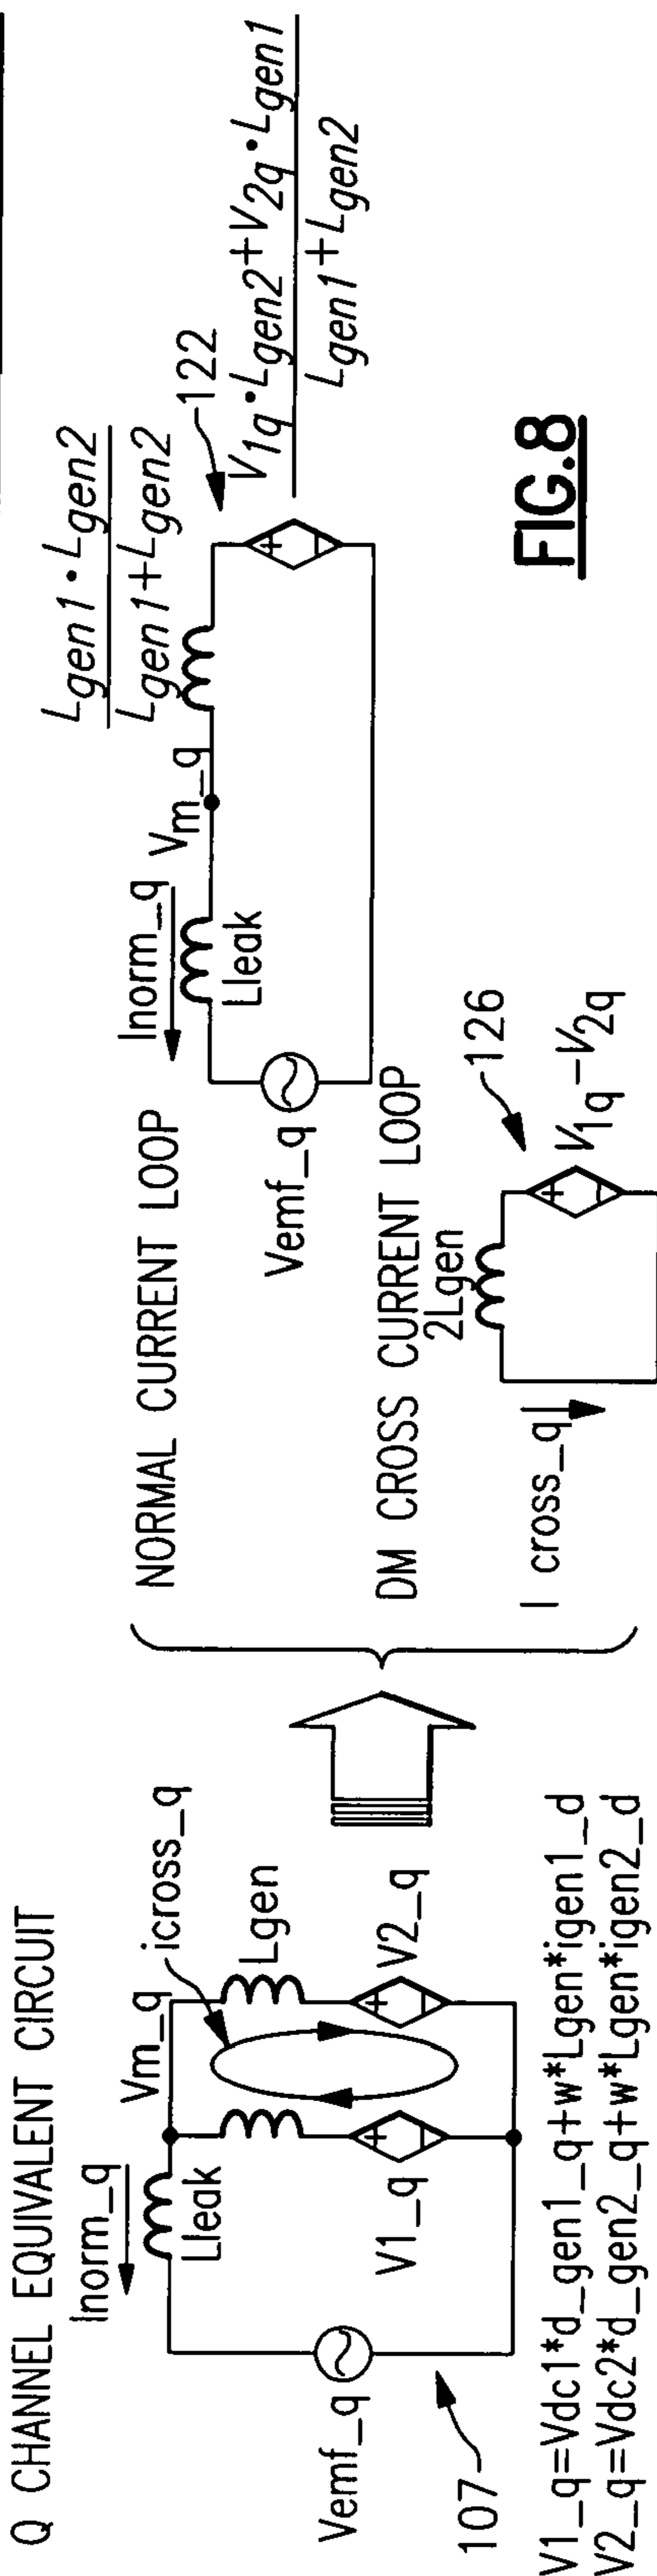 Q CHANNEL EQUIVALENT CIRCUIT
Inorm_q
Vm_q
icross_q
Lleak
Lgen
Vemf_q
V1_q
V2_q
107
V1_q=Vdc1*d_gen1_q+w*Lgen*igen1_d
V2_q=Vdc2*d_gen2_q+w*Lgen*igen2_d
NORMAL CURRENT LOOP
Inorm_q
Vm_q
Lgen1•Lgen2
Lgen1+Lgen2
122
Lleak
Vemf_q
V1q•Lgen2+V2q•Lgen1
Lgen1+Lgen2
DM CROSS CURRENT LOOP
2Lgen
126
I cross_q
V1q-V2q
FIG.8